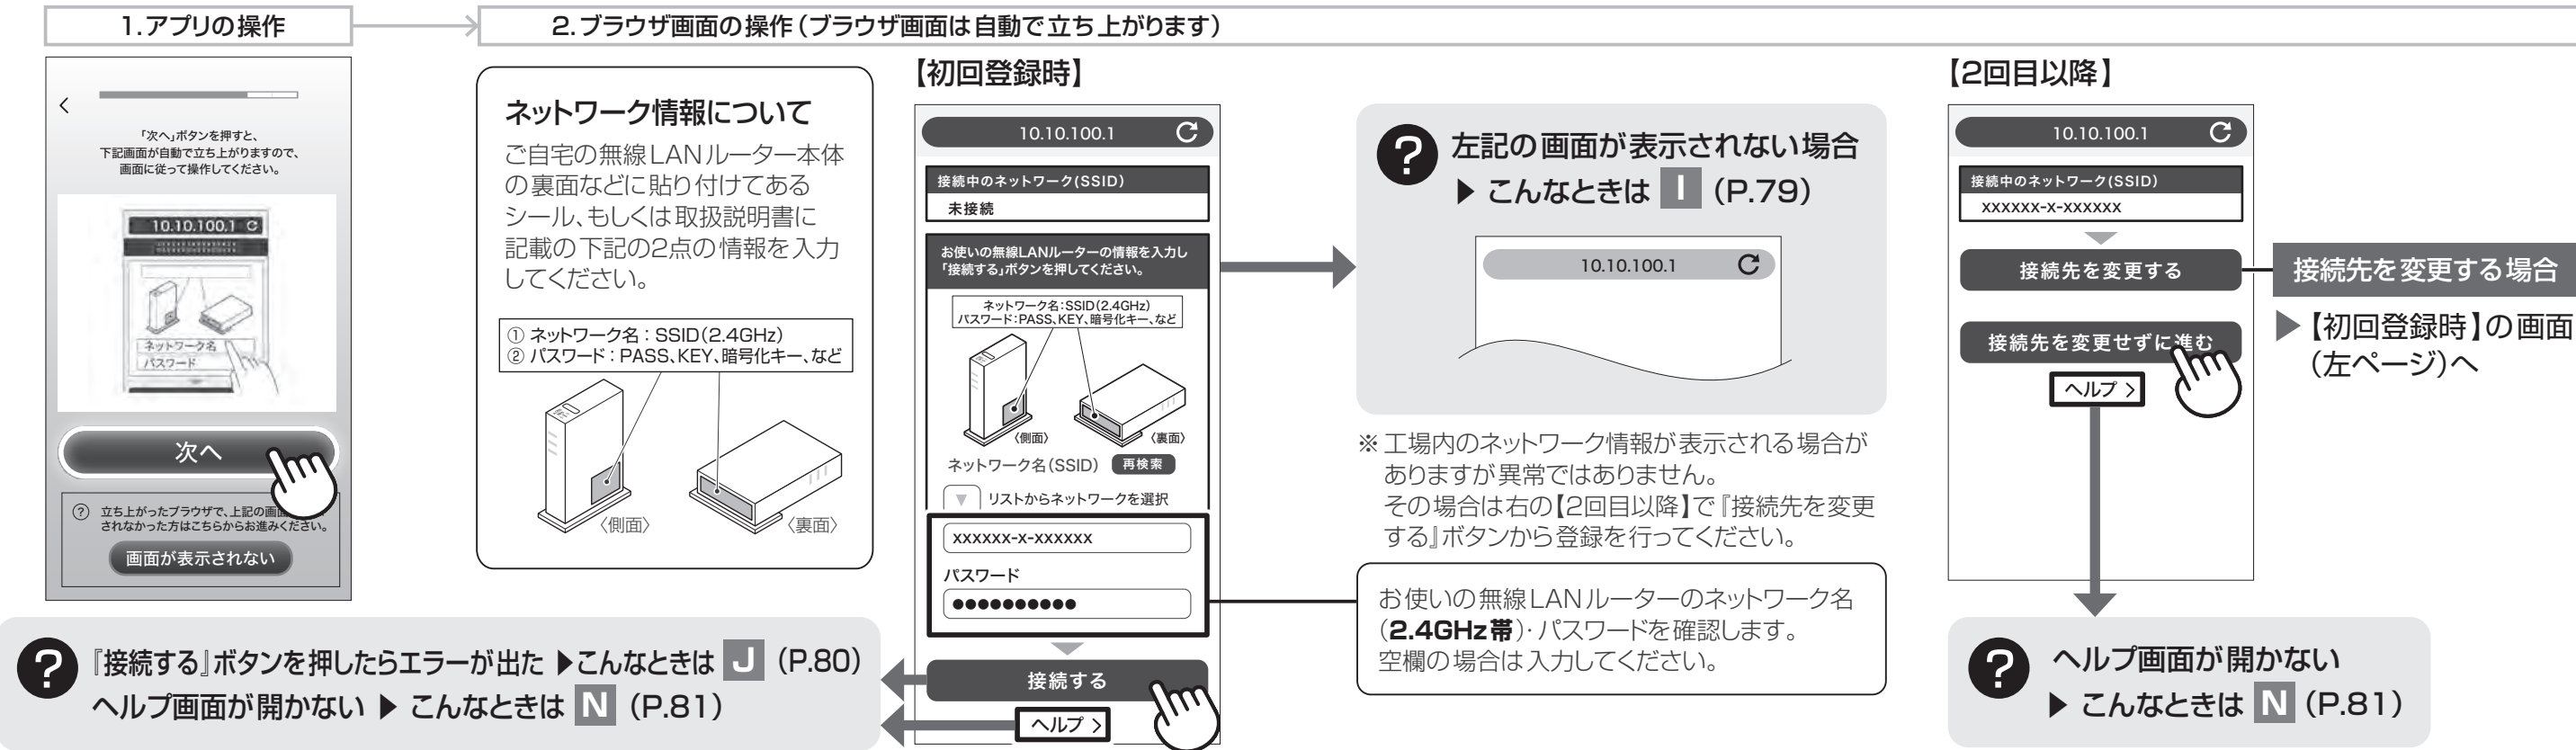 1.アプリの操作
2.ブラウザ画面の操作（ブラウザ画面は自動で立ち上がります）
「次へ」ボタンを押すと、
下記画面が自動で立ち上がりますので、
画面に従って操作してください。
10.10.100.1
ネットワーク名
パスワード
次へ
? 立ち上がったブラウザで、上記の画面
されなかった方はこちらからお進みください。
画面が表示されない
ネットワーク情報について
ご自宅の無線LANルーター本体
の裏面などに貼り付けてある
シール、もしくは取扱説明書に
記載の下記の2点の情報を入力
してください。
① ネットワーク名：SSID（2.4GHz）
② パスワード：PASS、KEY、暗号化キー、など
〈側面〉
〈裏面〉
【初回登録時】
10.10.100.1
接続中のネットワーク(SSID)
未接続
お使いの無線LANルーターの情報を入力し
「接続する」ボタンを押してください。
ネットワーク名：SSID(2.4GHz)
パスワード：PASS、KEY、暗号化キー、など
〈側面〉
〈裏面〉
ネットワーク名（SSID） 再検索
▼ リストからネットワークを選択
xxxxxx-x-xxxxxx
パスワード
●●●●●●●●●●
接続する
ヘルプ >
? 『接続する』ボタンを押したらエラーが出た ▶こんなときは J （P.80）
ヘルプ画面が開かない ▶ こんなときは N （P.81）
? 左記の画面が表示されない場合
▶ こんなときは I （P.79）
10.10.100.1
※ 工場内のネットワーク情報が表示される場合が
ありますが異常ではありません。
その場合は右の【2回目以降】で『接続先を変更
する』ボタンから登録を行ってください。
お使いの無線LANルーターのネットワーク名
（2.4GHz帯）・パスワードを確認します。
空欄の場合は入力してください。
【2回目以降】
10.10.100.1
接続中のネットワーク(SSID)
xxxxxx-x-xxxxxx
接続先を変更する
接続先を変更せずに進む
ヘルプ >
接続先を変更する場合
▶【初回登録時】の画面
（左ページ）へ
? ヘルプ画面が開かない
▶ こんなときは N （P.81）